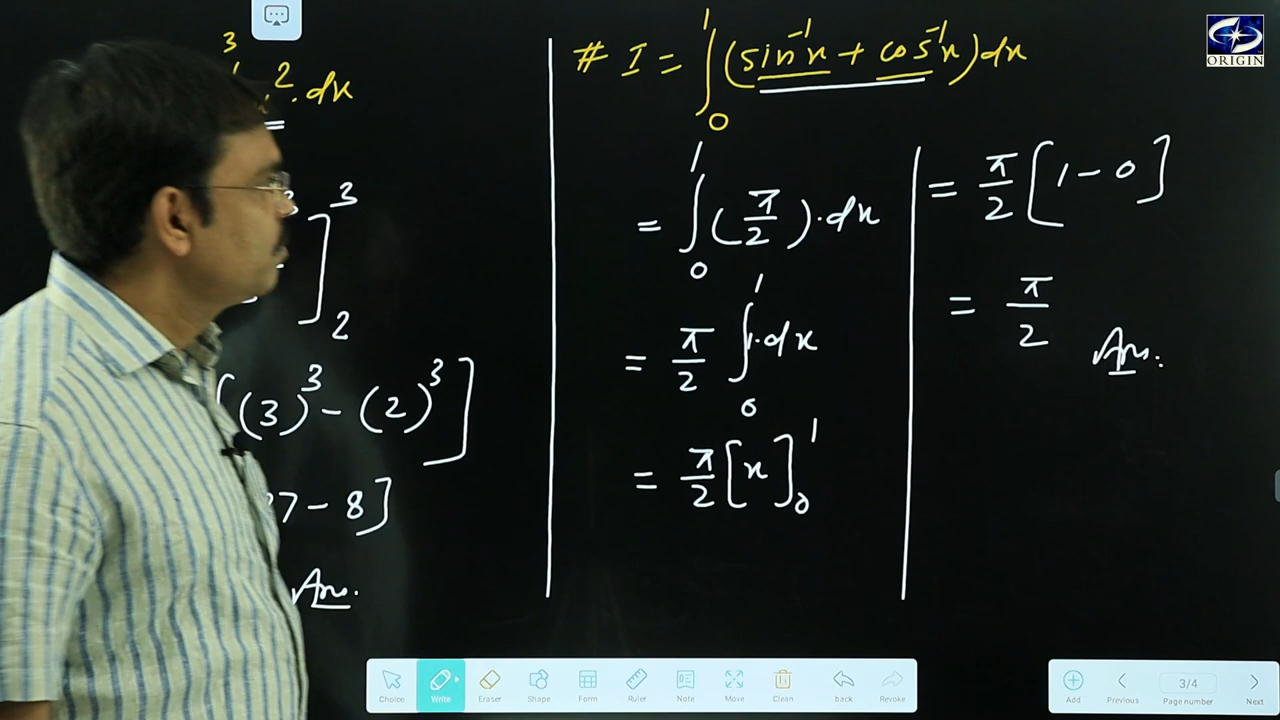 3
2. dx
3
2
(3)³ - (2)³]
7 - 8]
Ans.
# I = ∫₀¹ (sin⁻¹x + cos⁻¹x) dx
= ∫₀¹ (π/2) . dx
= π/2 ∫₀¹ 1. dx
= π/2 [x]₀¹
= π/2 [1 - 0]
= π/2
Ans.
ORIGIN
Choice Write Eraser Shape Form Ruler Note Move Clean back Revoke
Add Previous 3/4 Next
Page number